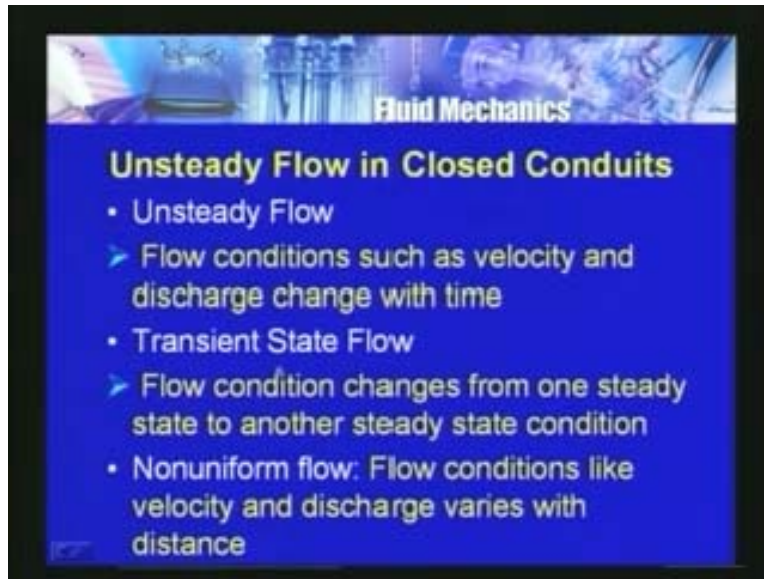 Fluid Mechanics
Unsteady Flow in Closed Conduits
• Unsteady Flow
➢ Flow conditions such as velocity and
discharge change with time
• Transient State Flow
➢ Flow condition changes from one steady
state to another steady state condition
• Nonuniform flow: Flow conditions like
velocity and discharge varies with
distance